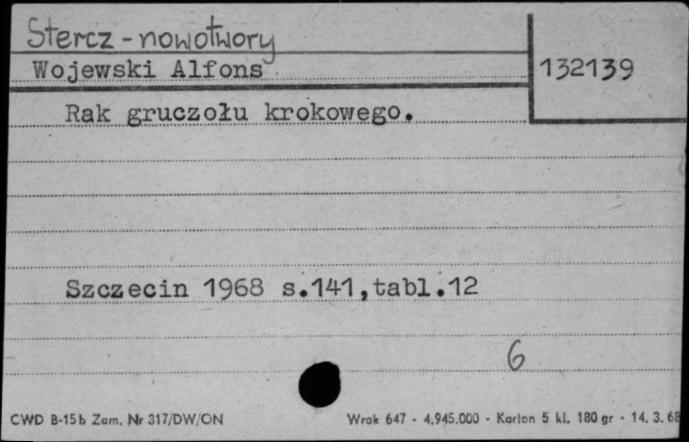 Stercz - nowotwory
Wojewski Alfons
132139
Rak gruczołu krokowego.
Szczecin 1968 s.141,tabl.12
6
CWD B-15b Zam. Nr 317/DW/ON
Wrak 647 - 4.945.000 - Karton 5 kl. 180 gr - 14. 3. 68